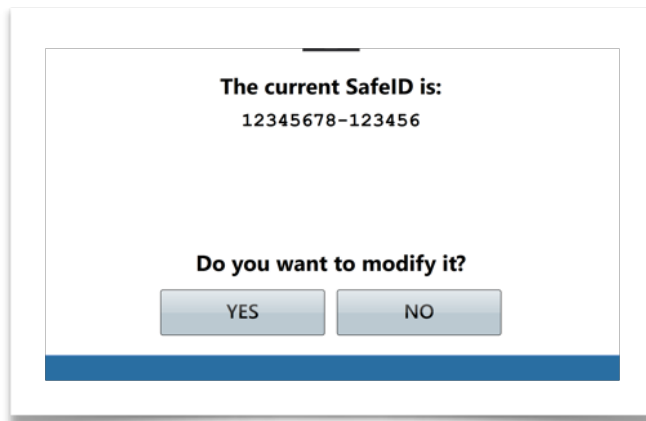 The current SafeID is:
12345678-123456
Do you want to modify it?
YES
NO